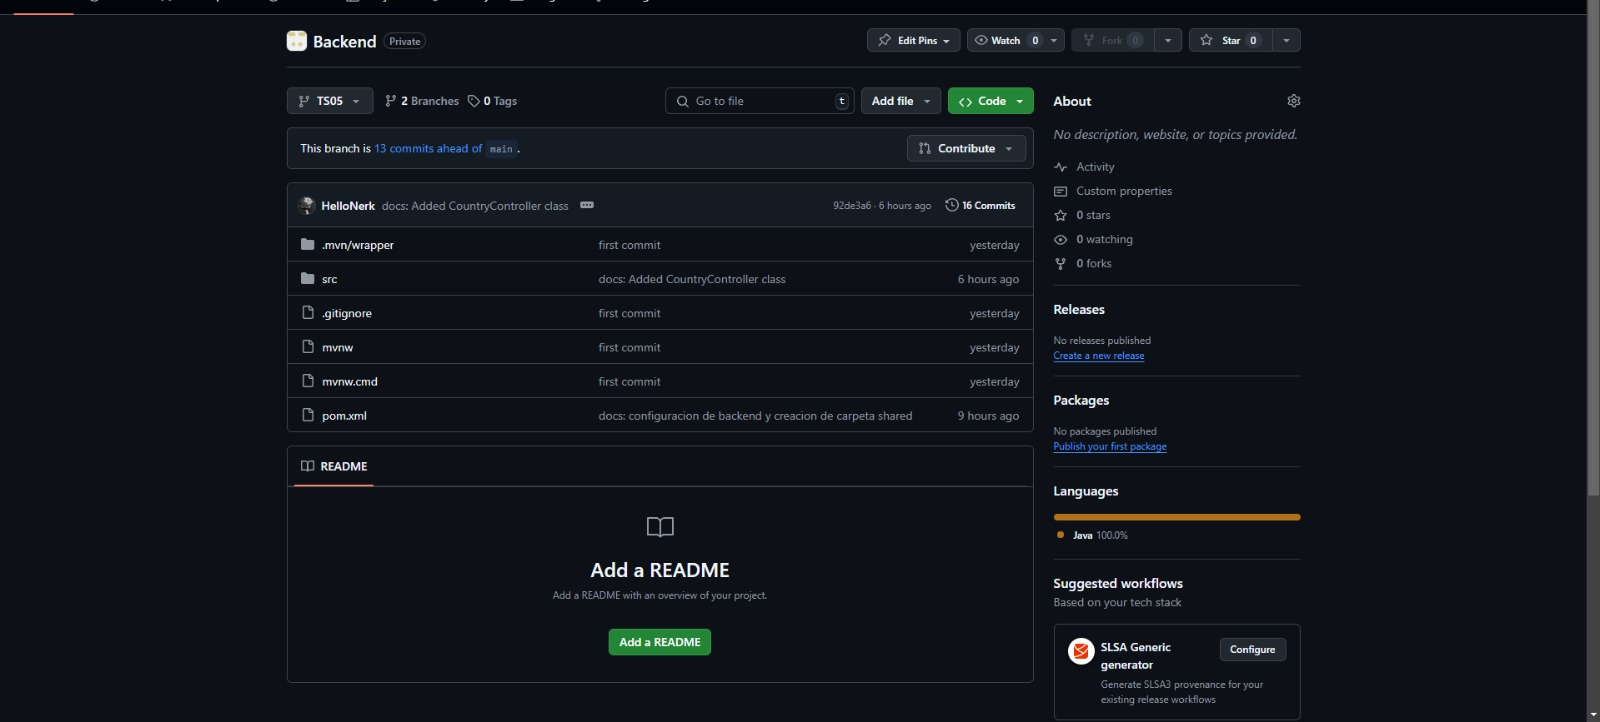 Backend Private
Edit Pins
Watch 0
Fork 0
Star 0
TS05
2 Branches
0 Tags
Go to file
t
Add file
Code
This branch is 13 commits ahead of main .
Contribute
HelloNerk docs: Added CountryController class
92de3a6 · 6 hours ago
16 Commits
.mvn/wrapper first commit yesterday
src docs: Added CountryController class 6 hours ago
.gitignore first commit yesterday
mvnw first commit yesterday
mvnw.cmd first commit yesterday
pom.xml docs: configuracion de backend y creacion de carpeta shared 9 hours ago
README
Add a README
Add a README with an overview of your project.
Add a README
About
No description, website, or topics provided.
Activity
Custom properties
0 stars
0 watching
0 forks
Releases
No releases published
Create a new release
Packages
No packages published
Publish your first package
Languages
Java 100.0%
Suggested workflows
Based on your tech stack
SLSA Generic
generator
Configure
Generate SLSA3 provenance for your
existing release workflows